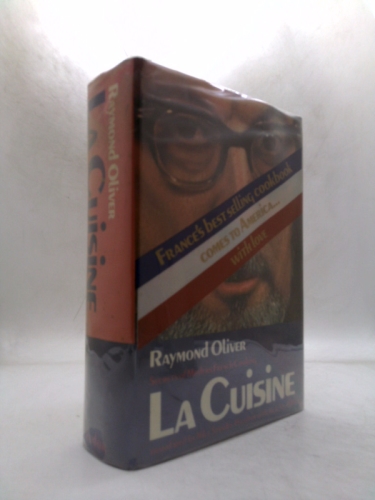 RAYMOND OLIVER
LA CUISINE
FRANCE'S best selling cookbook
COMES TO AMERICA...
with love
RAYMOND OLIVER
LA CUISINE